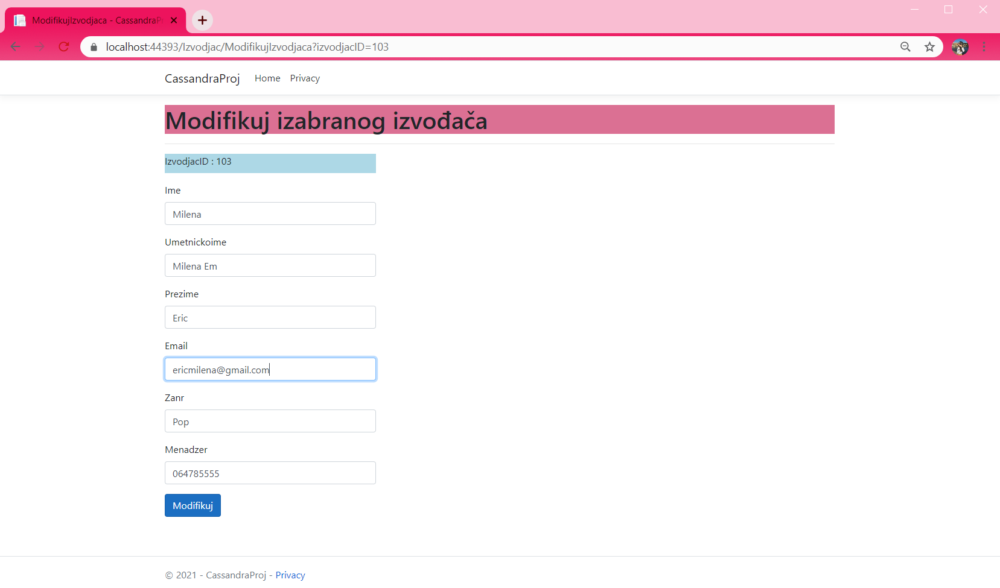 ModifikujIzvodjaca - CassandraPr
localhost:44393/Izvodjac/ModifikujIzvodjaca?izvodjacID=103
CassandraProj Home Privacy
Modifikuj izabranog izvođača
IzvodjacID : 103
Ime
Milena
Umetnickoime
Milena Em
Prezime
Eric
Email
ericmilena@gmail.com
Zanr
Pop
Menadzer
064785555
Modifikuj
© 2021 - CassandraProj - Privacy